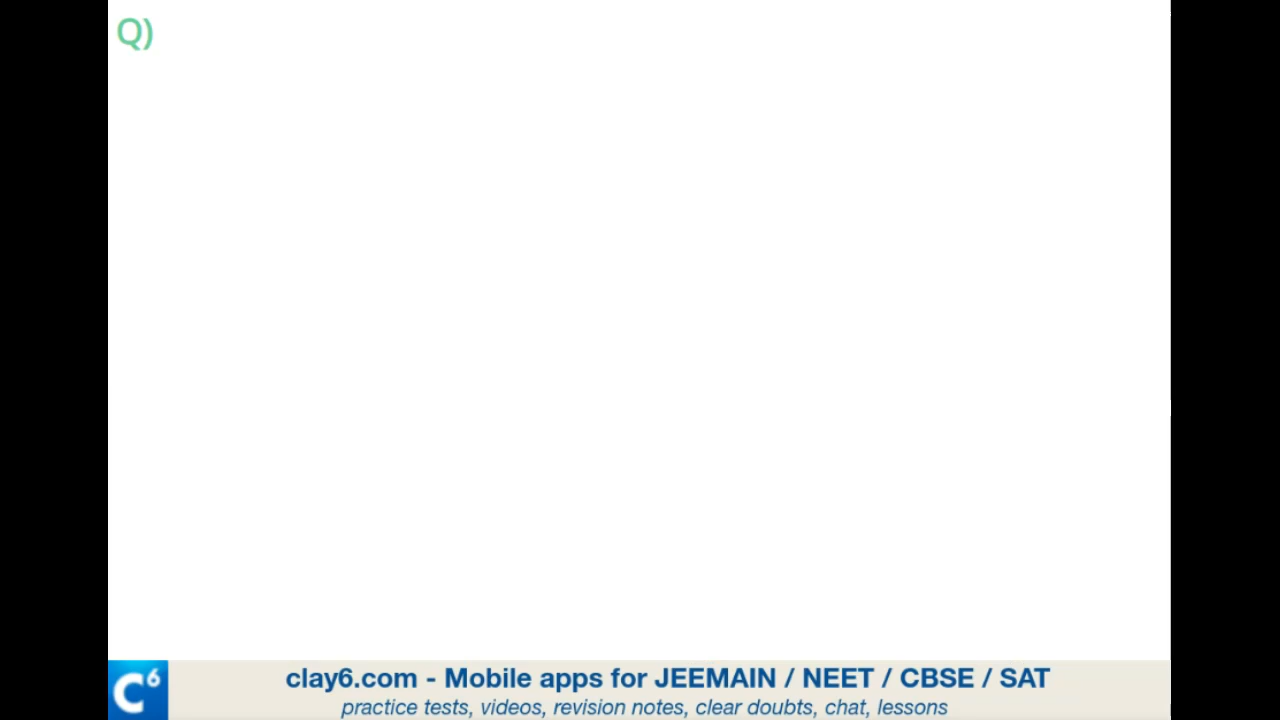 Q)
C6
clay6.com - Mobile apps for JEEMAIN / NEET / CBSE / SAT
practice tests, videos, revision notes, clear doubts, chat, lessons